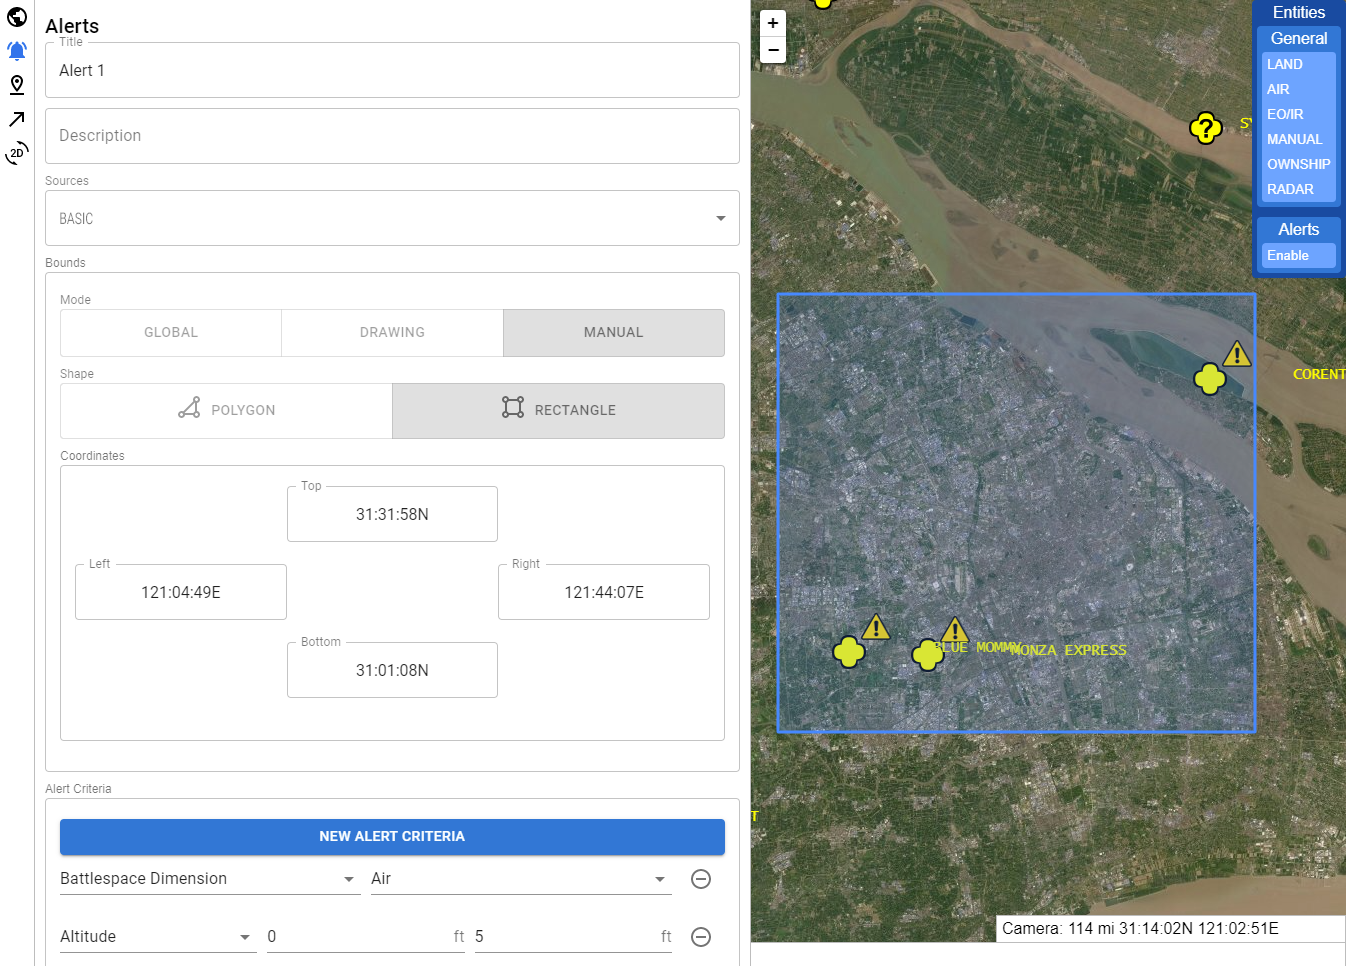 Alerts
Title
Alert 1
Description
Sources
BASIC
Bounds
Mode
GLOBAL
DRAWING
MANUAL
Shape
POLYGON
RECTANGLE
Coordinates
Top
31:31:58N
Left
121:04:49E
Right
121:44:07E
Bottom
31:01:08N
Alert Criteria
NEW ALERT CRITERIA
Battlespace Dimension
Air
Altitude
0
ft
5
ft
2D
+
−
?
SY
CORENT
BLUE MOMMY
MONZA EXPRESS
T
Entities
General
LAND
AIR
EO/IR
MANUAL
OWNSHIP
RADAR
Alerts
Enable
Camera: 114 mi 31:14:02N 121:02:51E